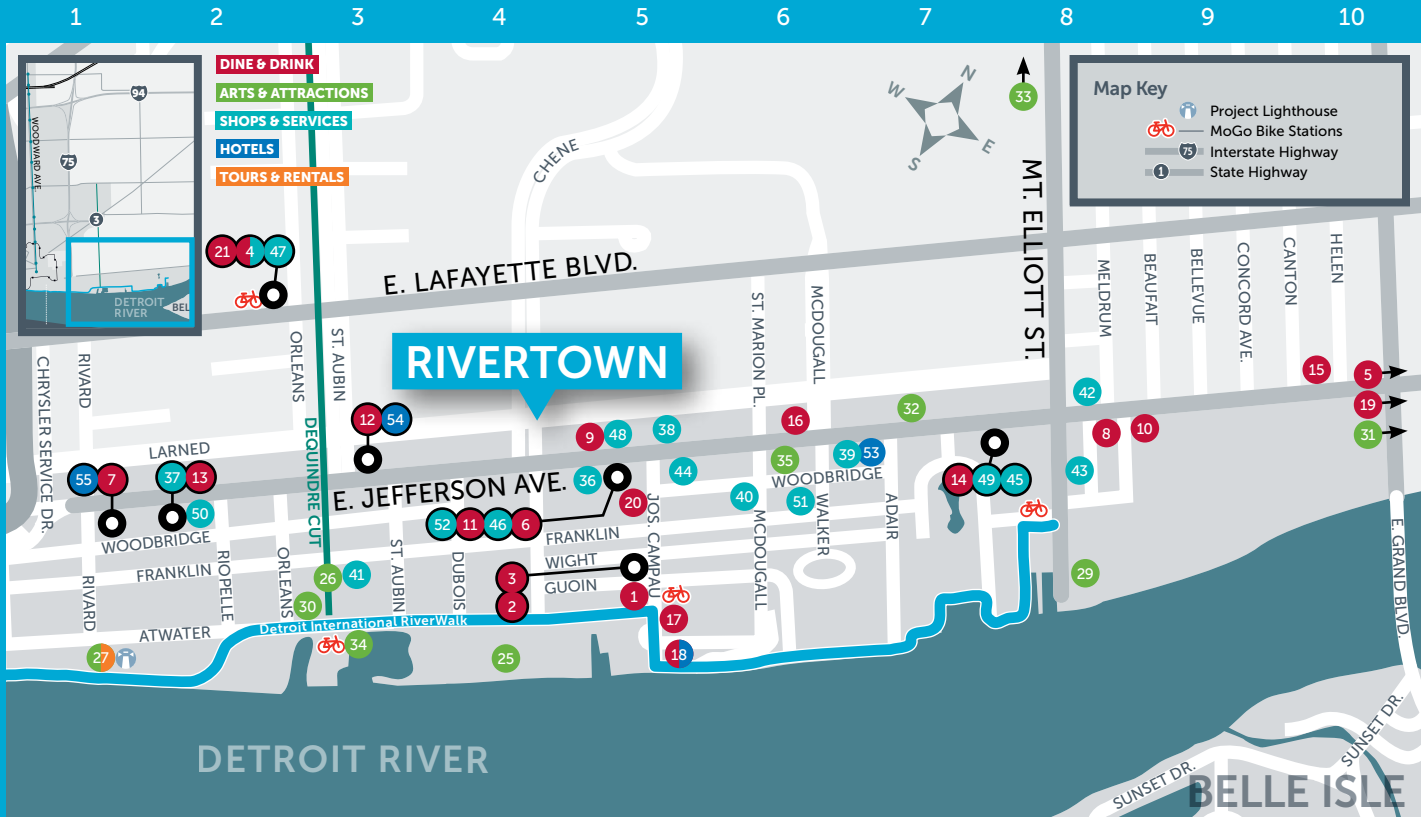 1 2 3 4 5 6 7 8 9 10
DINE & DRINK
ARTS & ATTRACTIONS
SHOPS & SERVICES
HOTELS
TOURS & RENTALS
94
WOODWARD AVE.
75
3
DETROIT
RIVER
BEL
N
W
E
S
33
Map Key
Project Lighthouse
MoGo Bike Stations
75
Interstate Highway
1
State Highway
CHENE
MT. ELLIOTT ST.
21 4 47
E. LAFAYETTE BLVD.
RIVERTOWN
CHRYSLER SERVICE DR.
RIVARD
ORLEANS
ST. AUBIN
DEQUINDRE CUT
ST. MARION PL.
MCDOUGALL
MELDRUM
BEAUFAIT
BELLEVUE
CONCORD AVE.
CANTON
HELEN
15
5
19
31
42
32
16
12 54
9 48 38
8 10
LARNED
55 7
37 13
50
E. JEFFERSON AVE.
36
44
35
39 53
WOODBRIDGE
43
14 49 45
40
51
20
52 11 46 6
WOODBRIDGE
FRANKLIN
FRANKLIN
WIGHT
GUOIN
JOS. CAMPAU
MCDOUGALL
WALKER
ADAIR
RIVARD
RIOPELLE
ORLEANS
ST. AUBIN
DUBOIS
26 41
30
3
2
1
17
18
29
E. GRAND BLVD.
ATWATER
Detroit International RiverWalk
27
34
25
DETROIT RIVER
SUNSET DR.
SUNSET DR.
BELLE ISLE